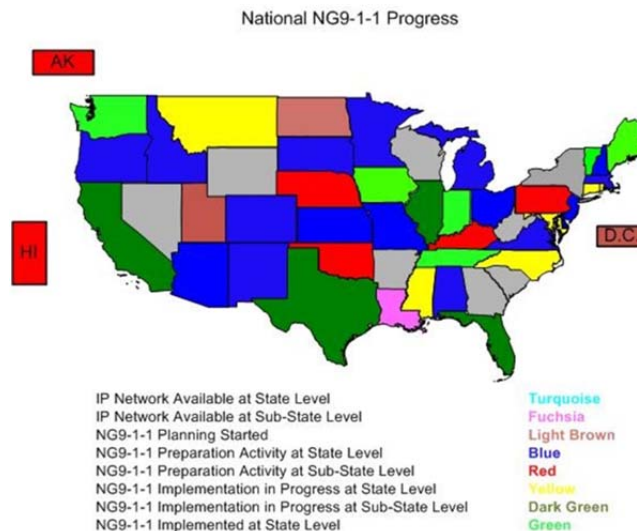 National NG9-1-1 Progress
AK
HI
D.C
IP Network Available at State Level Turquoise
IP Network Available at Sub-State Level Fuchsia
NG9-1-1 Planning Started Light Brown
NG9-1-1 Preparation Activity at State Level Blue
NG9-1-1 Preparation Activity at Sub-State Level Red
NG9-1-1 Implementation in Progress at State Level Yellow
NG9-1-1 Implementation in Progress at Sub-State Level Dark Green
NG9-1-1 Implemented at State Level Green